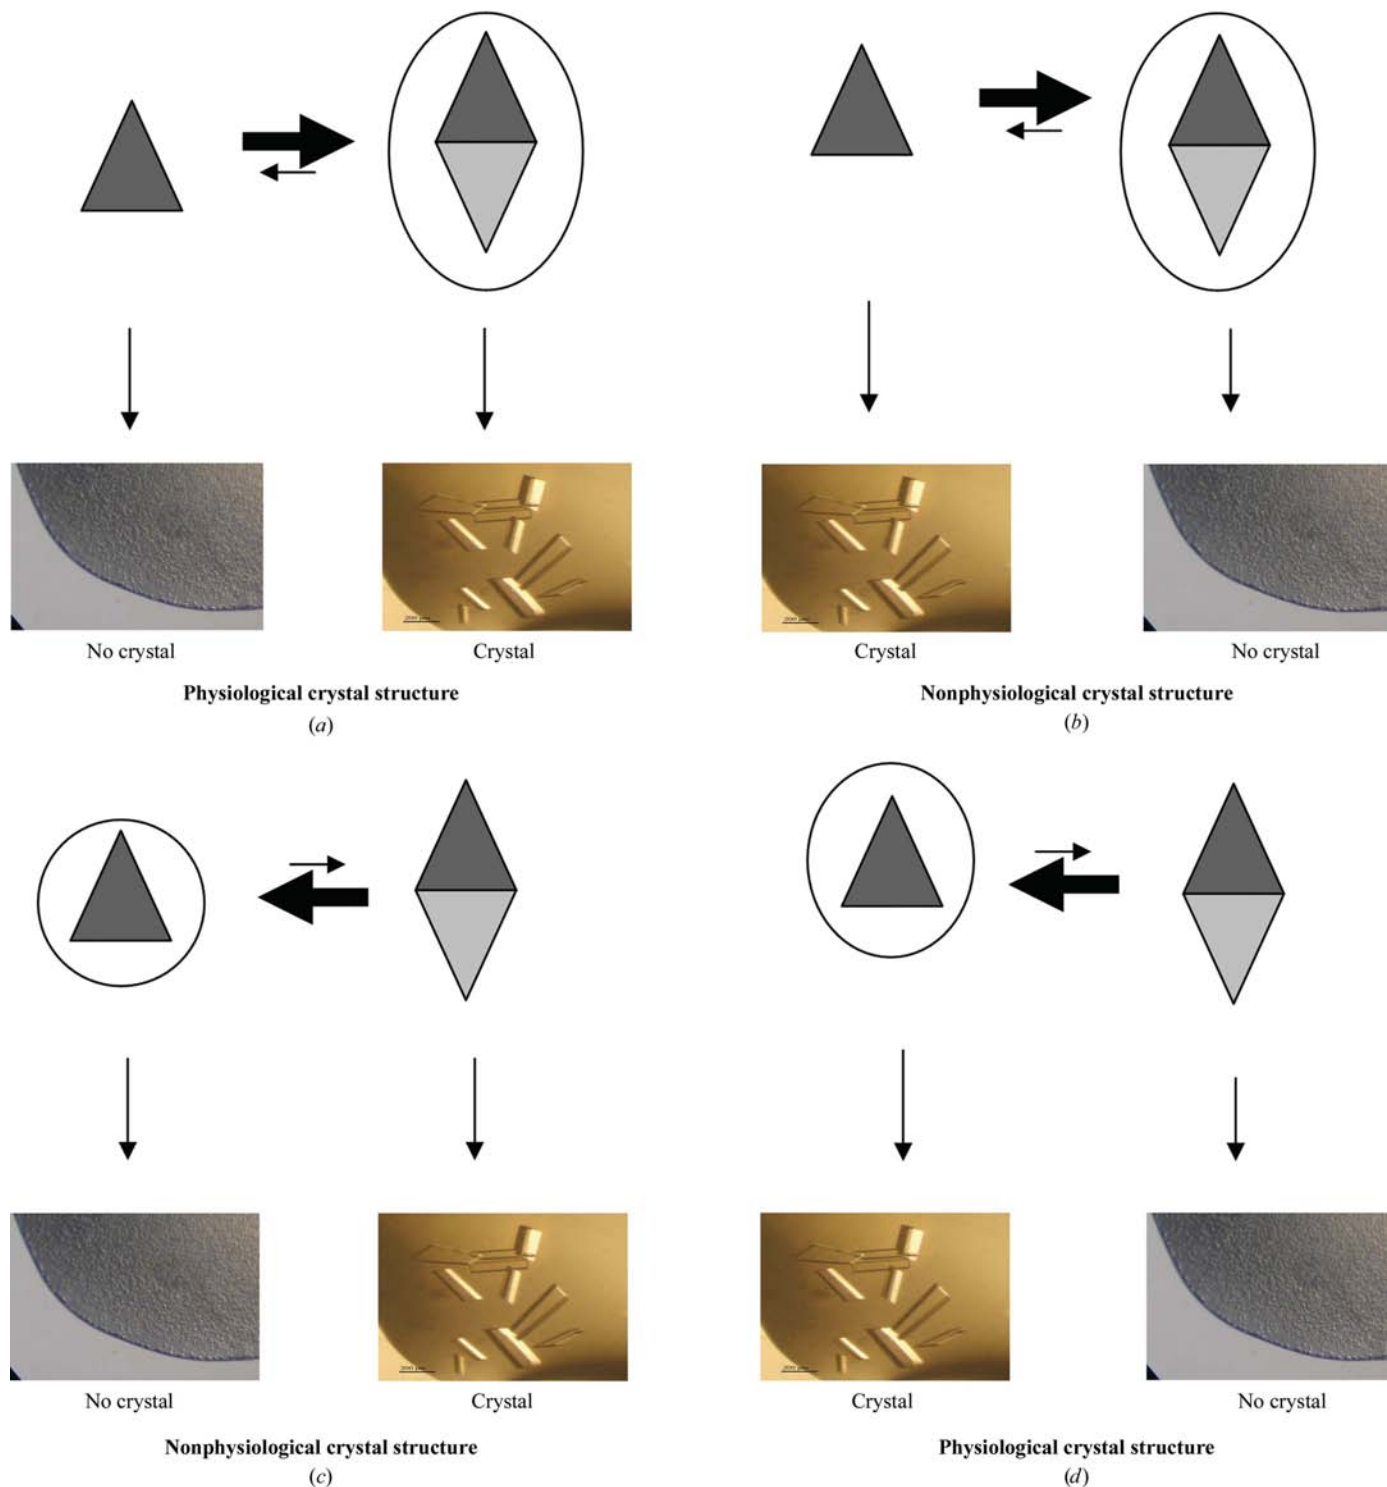 No crystal
Crystal
Physiological crystal structure
(a)
Crystal
No crystal
Nonphysiological crystal structure
(b)
No crystal
Crystal
Nonphysiological crystal structure
(c)
Crystal
No crystal
Physiological crystal structure
(d)